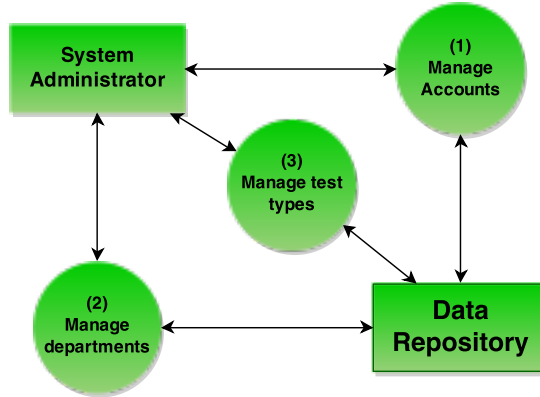 System
Administrator
(1)
Manage
Accounts
(3)
Manage test
types
(2)
Manage
departments
Data
Repository